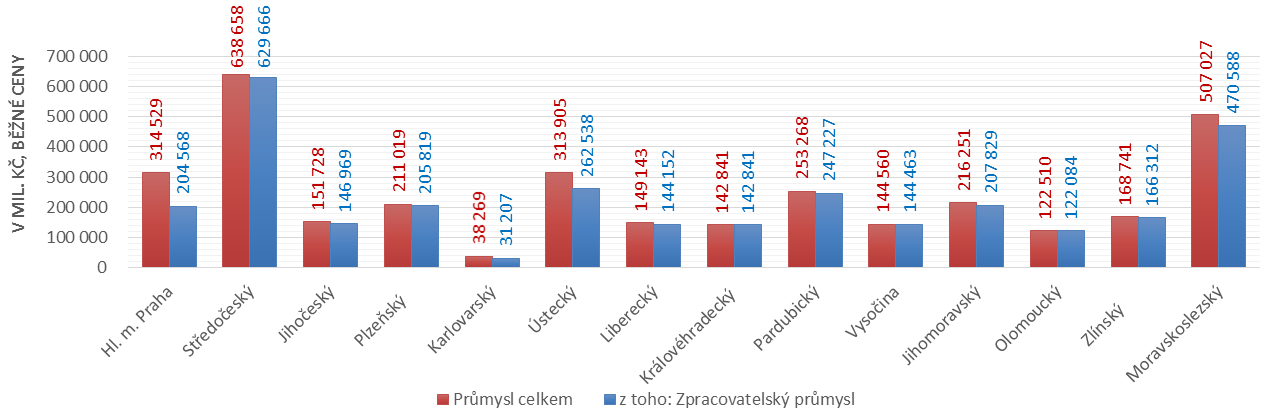 V MIL. KČ, BĚŽNÉ CENY
700 000
600 000
500 000
400 000
300 000
200 000
100 000
0
314 529
204 568
638 658
629 666
151 728
146 969
211 019
205 819
38 269
31 207
313 905
262 538
149 143
144 152
142 841
142 841
253 268
247 227
144 560
144 463
216 251
207 829
122 510
122 084
168 741
166 312
507 027
470 588
Hl. m. Praha
Středočeský
Jihočeský
Plzeňský
Karlovarský
Ústecký
Liberecký
Královéhradecký
Pardubický
Vysočina
Jihomoravský
Olomoucký
Zlínský
Moravskoslezský
Průmysl celkem
z toho: Zpracovatelský průmysl